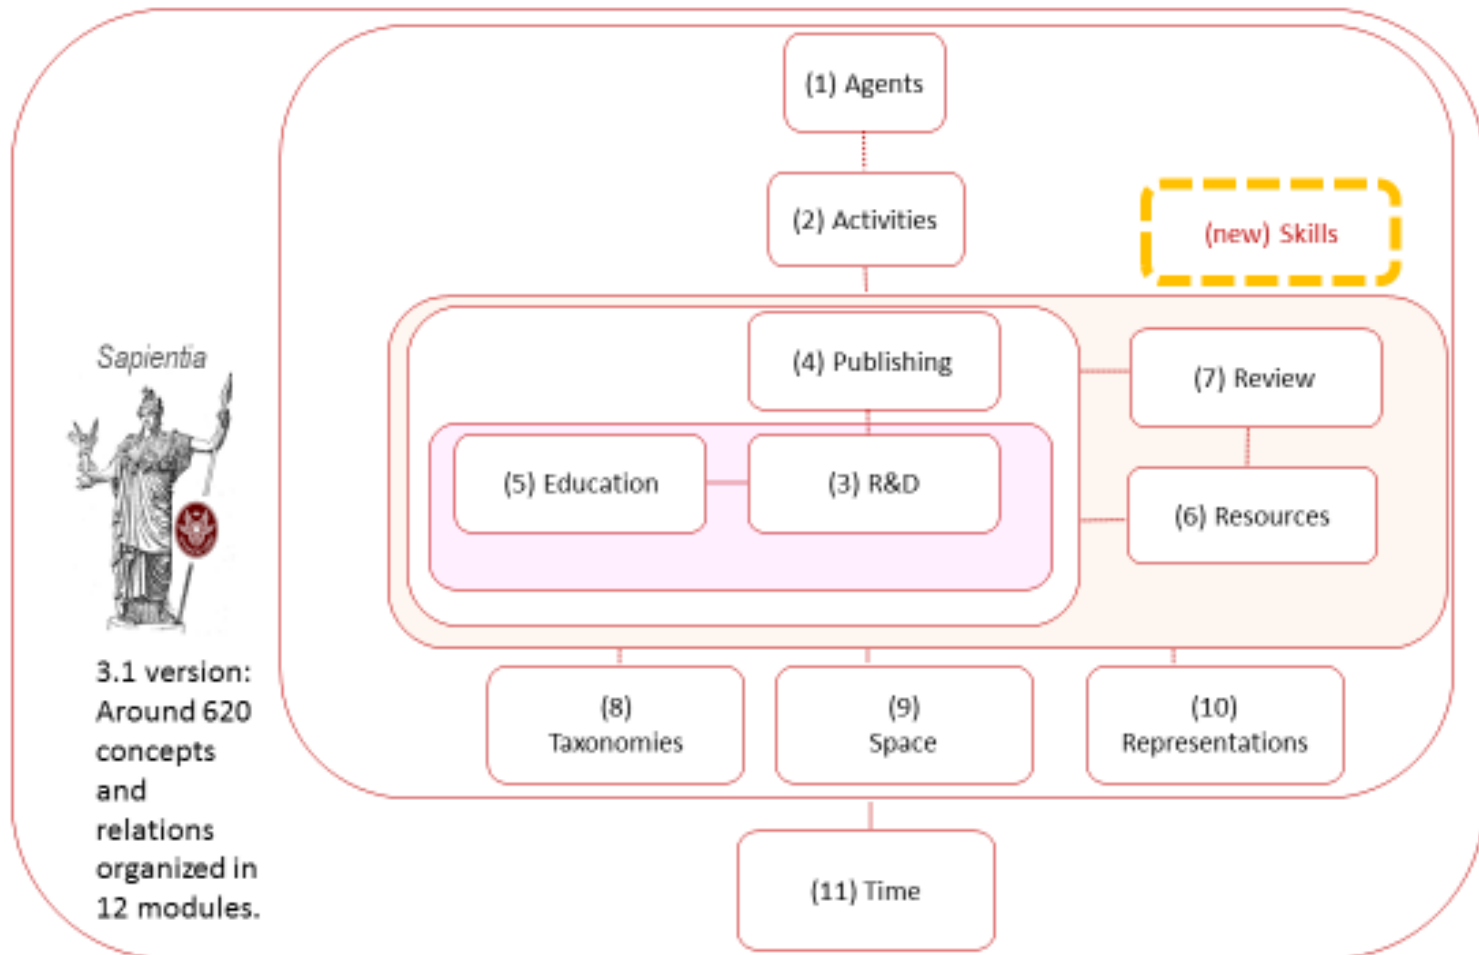 (1) Agents
(2) Activities
(new) Skills
(4) Publishing
(7) Review
(5) Education
(3) R&D
(6) Resources
(8)
Taxonomies
(9)
Space
(10)
Representations
(11) Time
Sapientia
3.1 version:
Around 620
concepts
and
relations
organized in
12 modules.